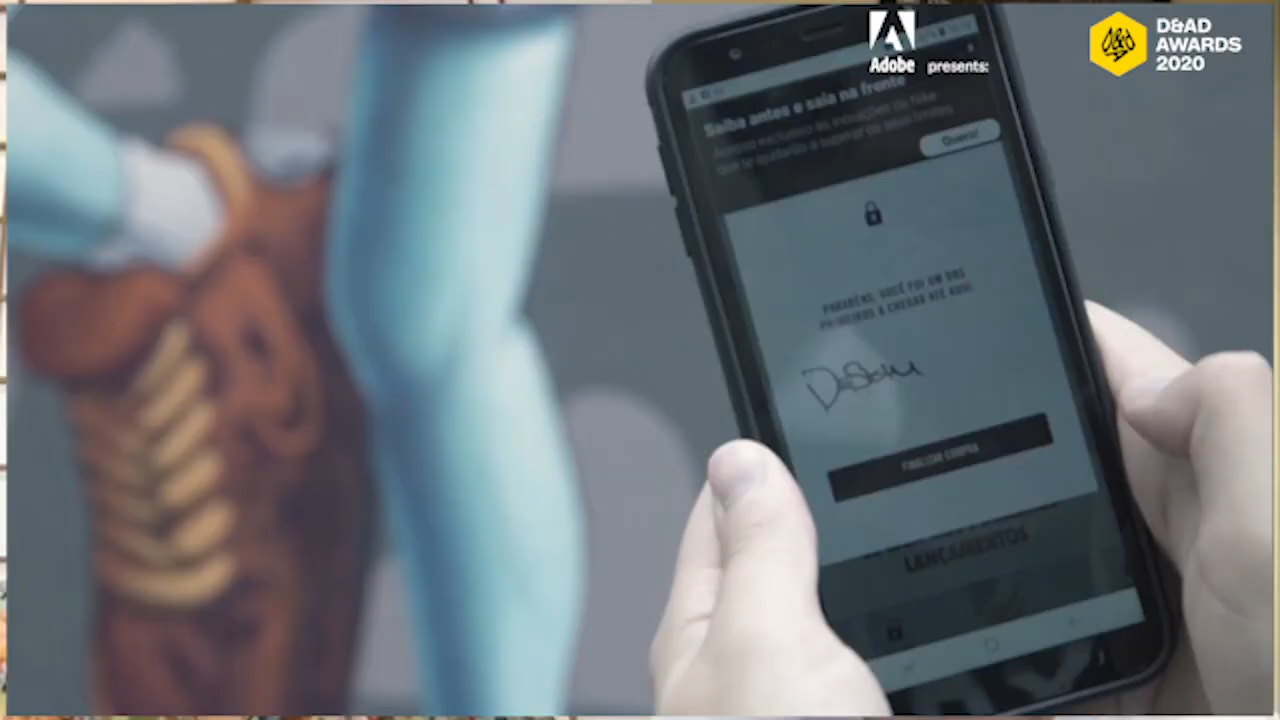 Adobe presents:
D&AD
AWARDS
2020
Saiba antes e saia na frente
Quero!
PARABÉNS, VOCÊ FOI UM DOS
PRIMEIROS A CHEGAR ATÉ AQUI.
FINALIZAR COMPRA
LANÇAMENTOS